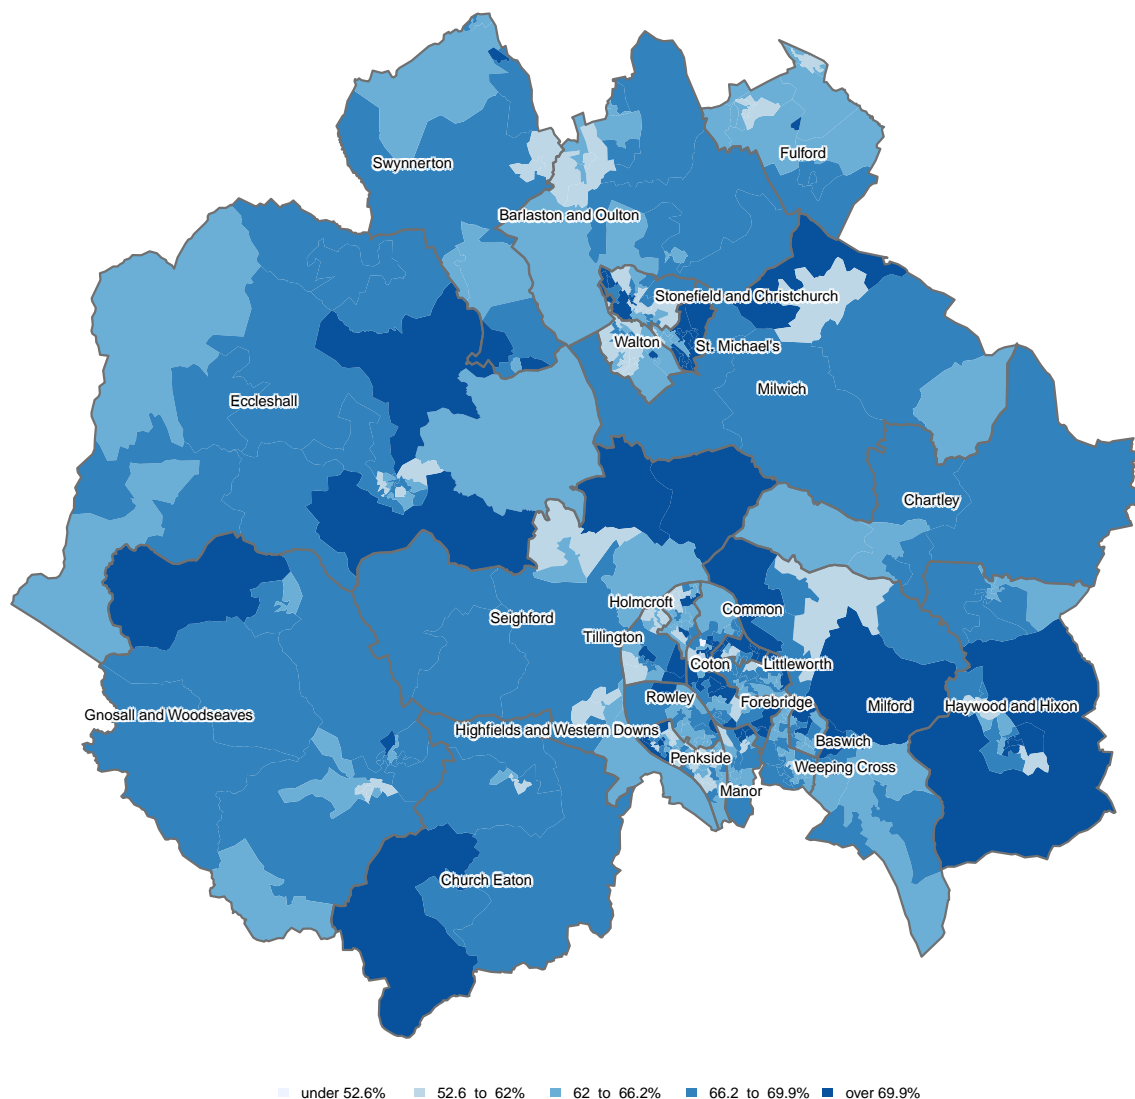 Fulford
Swynnerton
Barlaston and Oulton
Stonefield and Christchurch
Walton
St. Michael's
Milwich
Eccleshall
Chartley
Holmcroft
Common
Seighford
Tillington
Coton
Littleworth
Rowley
Forebridge
Milford
Haywood and Hixon
Gnosall and Woodseaves
Highfields and Western Downs
Baswich
Penkside
Weeping Cross
Manor
Church Eaton
under 52.6% 52.6 to 62% 62 to 66.2% 66.2 to 69.9% over 69.9%